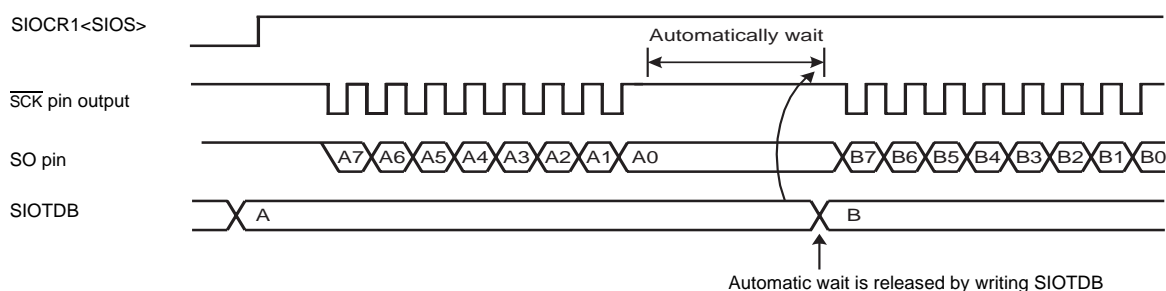 SIOCR1<SIOS>
Automatically wait
SCK pin output
SO pin
A7 A6 A5 A4 A3 A2 A1 A0 B7 B6 B5 B4 B3 B2 B1 B0
SIOTDB
A B
Automatic wait is released by writing SIOTDB